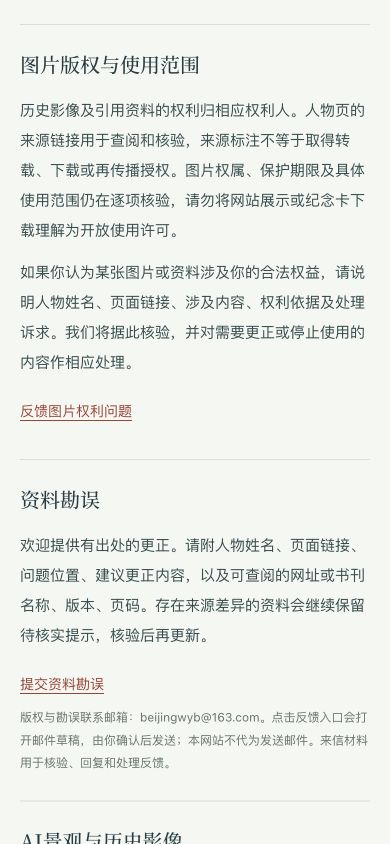 图片版权与使用范围
历史影像及引用资料的权利归相应权利人。人物页的
来源链接用于查阅和核验，来源标注不等于取得转
载、下载或再传播授权。图片权属、保护期限及具体
使用范围仍在逐项核验，请勿将网站展示或纪念卡下
载理解为开放使用许可。
如果你认为某张图片或资料涉及你的合法权益，请说
明人物姓名、页面链接、涉及内容、权利依据及处理
诉求。我们将据此核验，并对需要更正或停止使用的
内容作相应处理。
反馈图片权利问题
资料勘误
欢迎提供有出处的更正。请附人物姓名、页面链接、
问题位置、建议更正内容，以及可查阅的网址或书刊
名称、版本、页码。存在来源差异的资料会继续保留
待核实提示，核验后再更新。
提交资料勘误
版权与勘误联系邮箱：beijingwyb@163.com。点击反馈入口会打
开邮件草稿，由你确认后发送；本网站不代为发送邮件。来信材料
用于核验、回复和处理反馈。
AI景观与历史影像